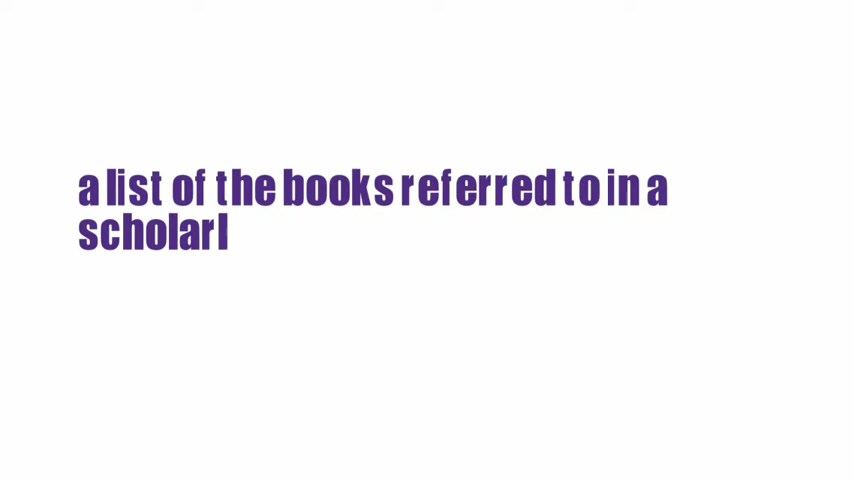 a list of the books referred to in a
scholarl